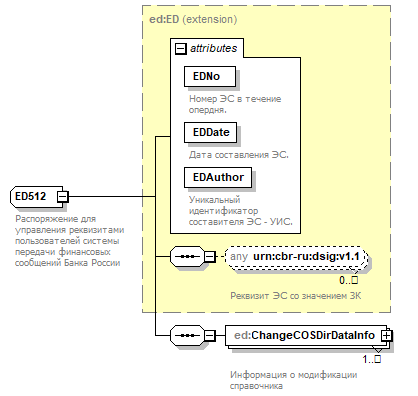 ed:ED (extension)
attributes
EDNo
Номер ЭС в течение
опердня.
EDDate
Дата составления ЭС.
EDAuthor
Уникальный
идентификатор
составителя ЭС - УИС.
ED512
Распоряжение для
управления реквизитами
пользователей системы
передачи финансовых
сообщений Банка России
any urn:cbr-ru:dsig:v1.1
0..□
Реквизит ЭС со значением ЗК
ed:ChangeCOSDirDataInfo
1..□
Информация о модификации
справочника